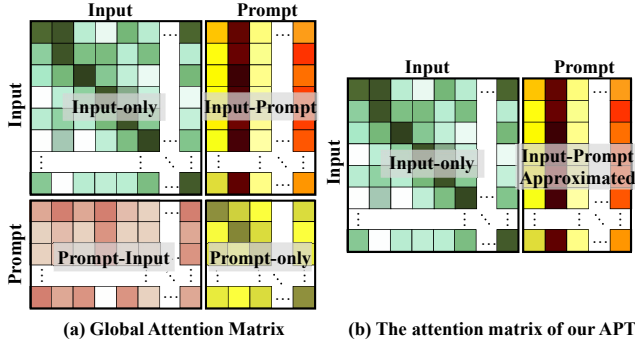 Input
Prompt
Input
Input-only
Input-Prompt
Prompt
Prompt-Input
Prompt-only
(a) Global Attention Matrix
Input
Prompt
Input
Input-only
Input-Prompt
Approximated
(b) The attention matrix of our APT